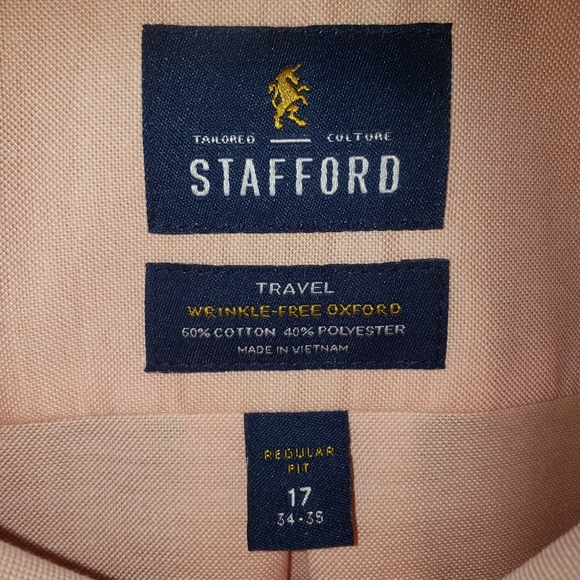 TAILORED CULTURE
STAFFORD
TRAVEL
WRINKLE-FREE OXFORD
60% COTTON 40% POLYESTER
MADE IN VIETNAM
REGULAR
FIT
17
34-35